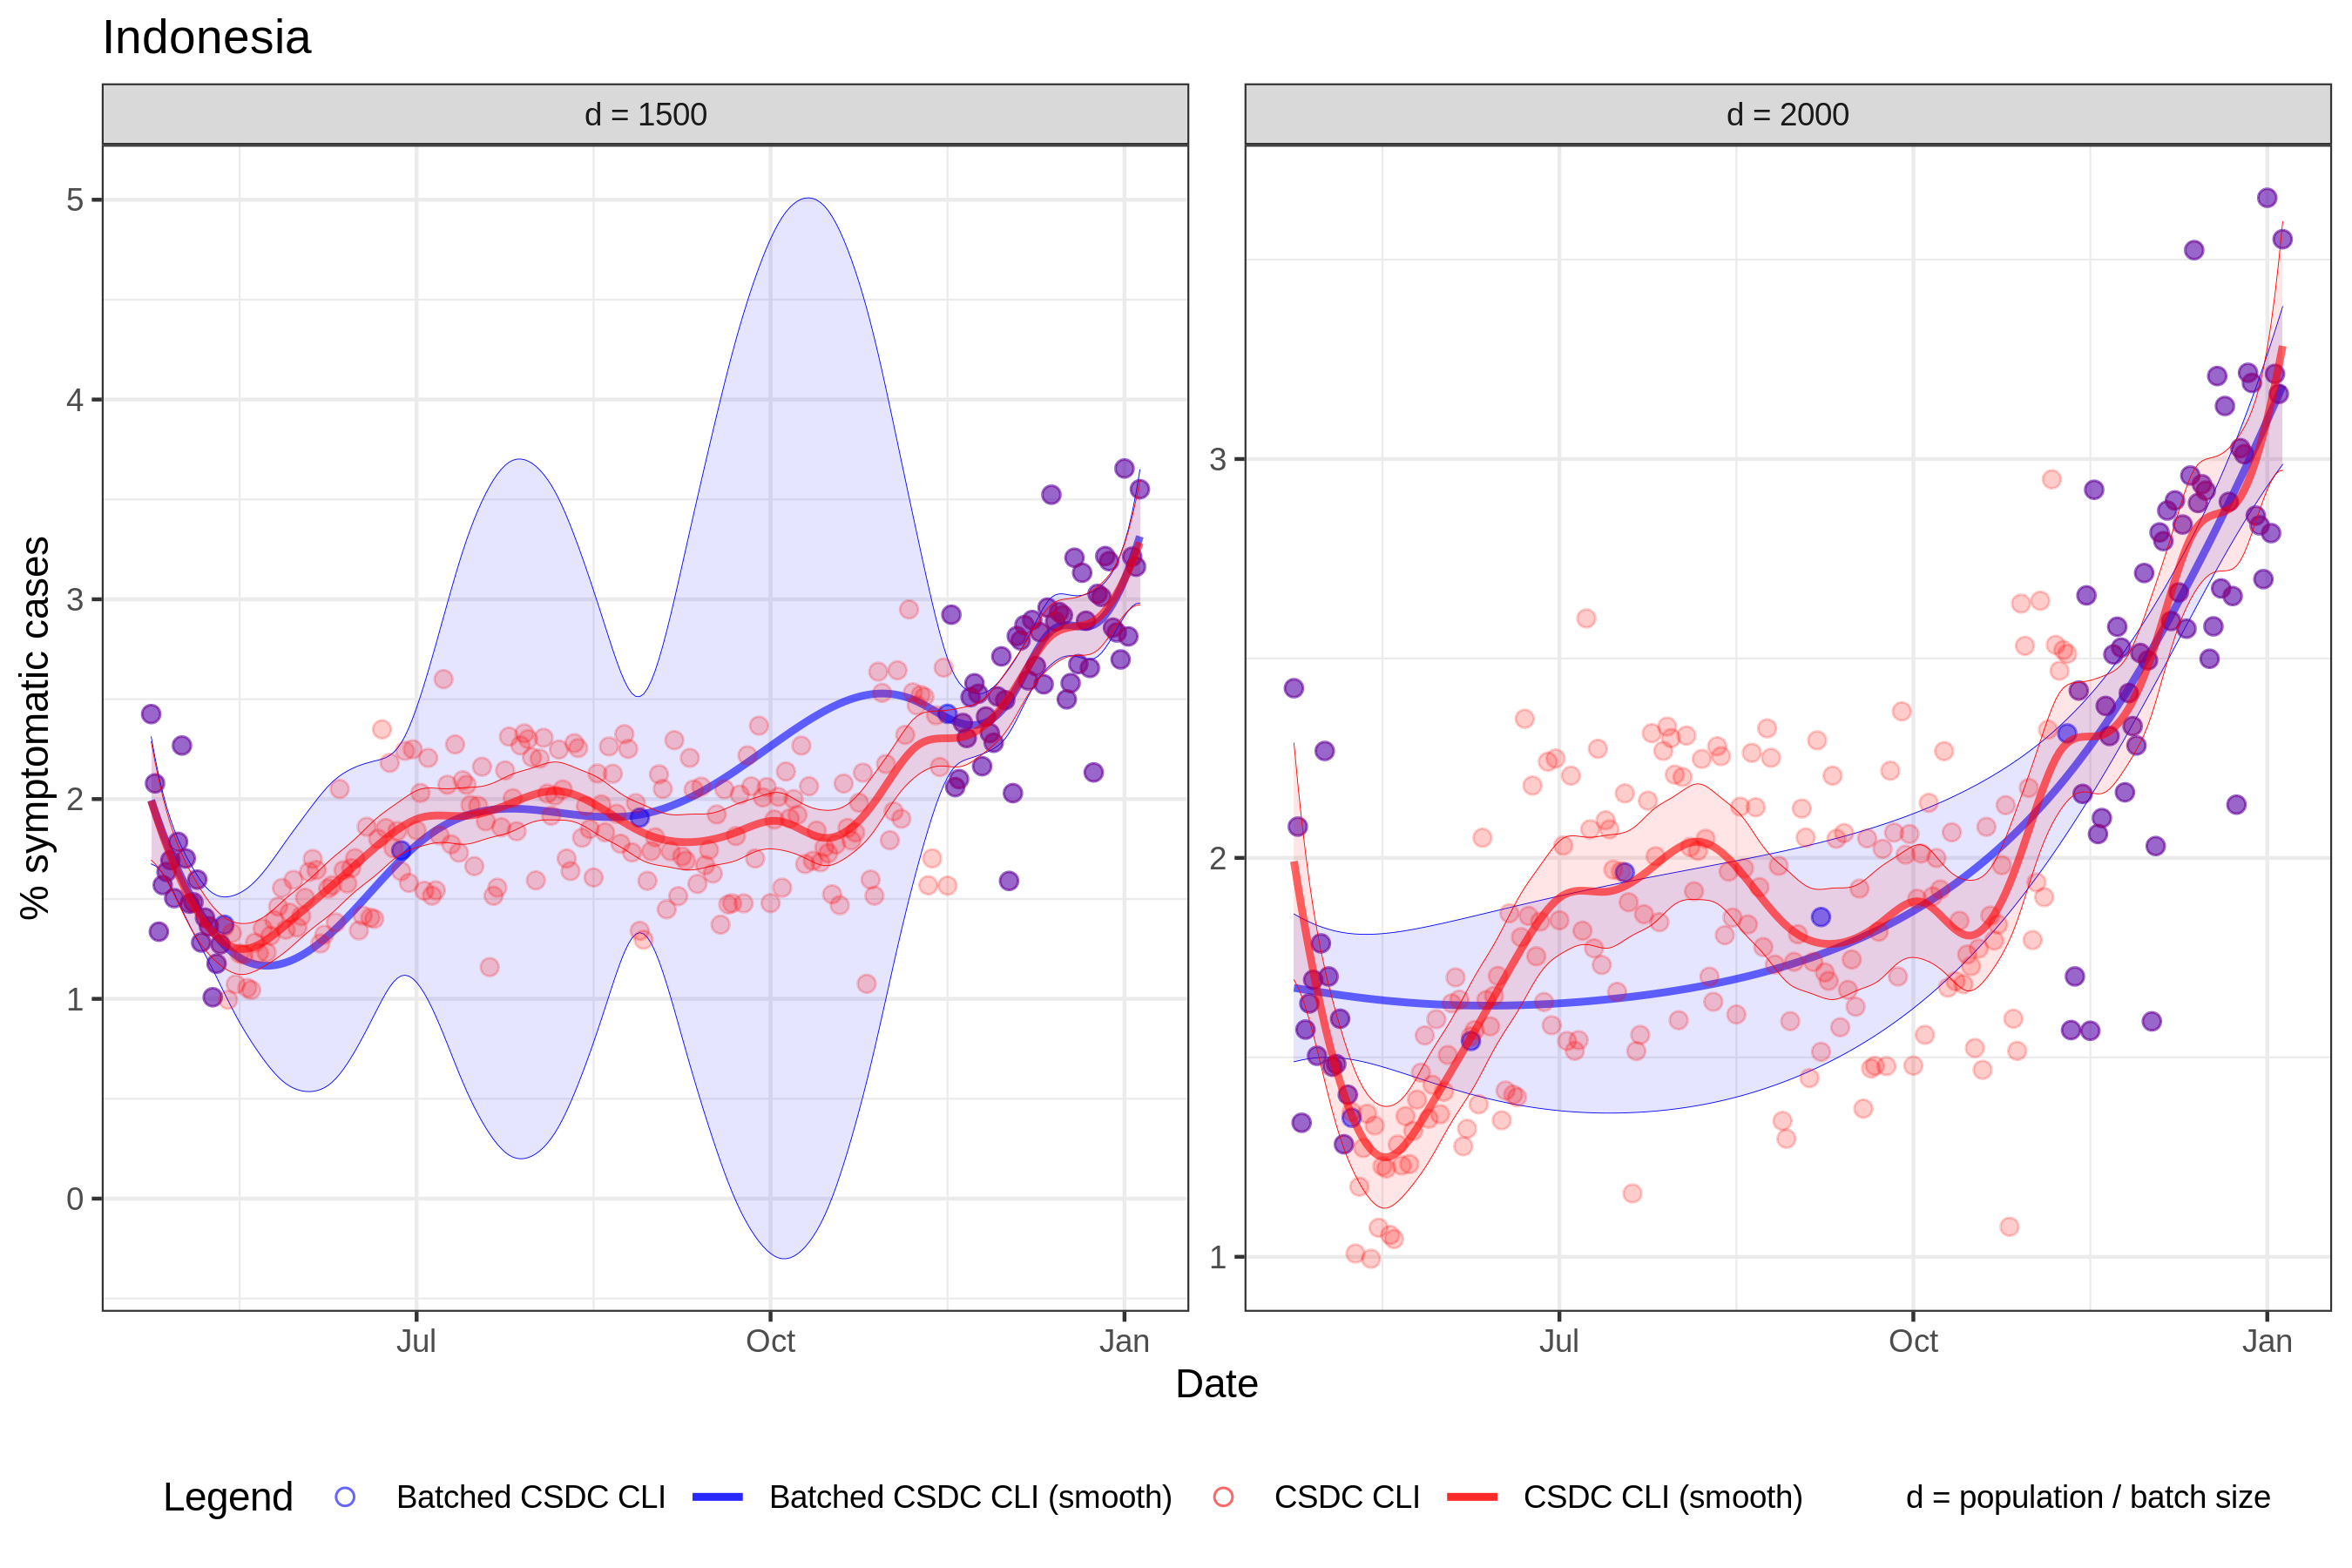 Indonesia
d = 1500
d = 2000
% symptomatic cases
5
4
3
2
1
0
3
2
1
Jul
Oct
Jan
Jul
Oct
Jan
Date
Legend
Batched CSDC CLI
Batched CSDC CLI (smooth)
CSDC CLI
CSDC CLI (smooth)
d = population / batch size